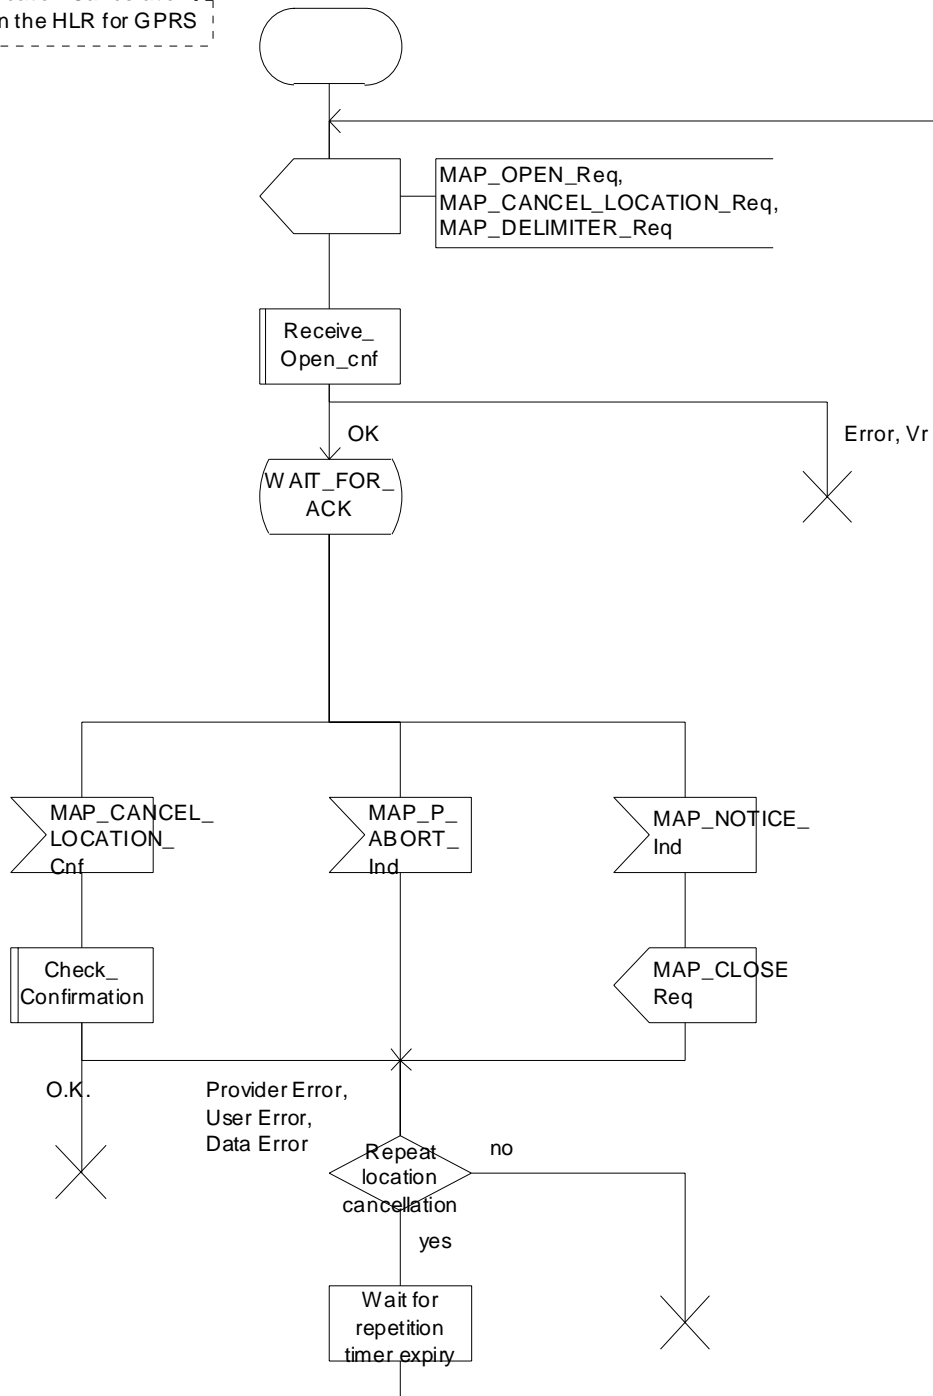 n the HLR for GPRS
MAP_OPEN_Req,
MAP_CANCEL_LOCATION_Req,
MAP_DELIMITER_Req
Receive_
Open_cnf
OK
Error, Vr
WAIT_FOR_
ACK
MAP_CANCEL_
LOCATION_
Cnf
MAP_P_
ABORT_
Ind
MAP_NOTICE_
Ind
Check_
Confirmation
MAP_CLOSE
Req
O.K.
Provider Error,
User Error,
Data Error
Repeat
location
cancellation
no
yes
Wait for
repetition
timer expiry